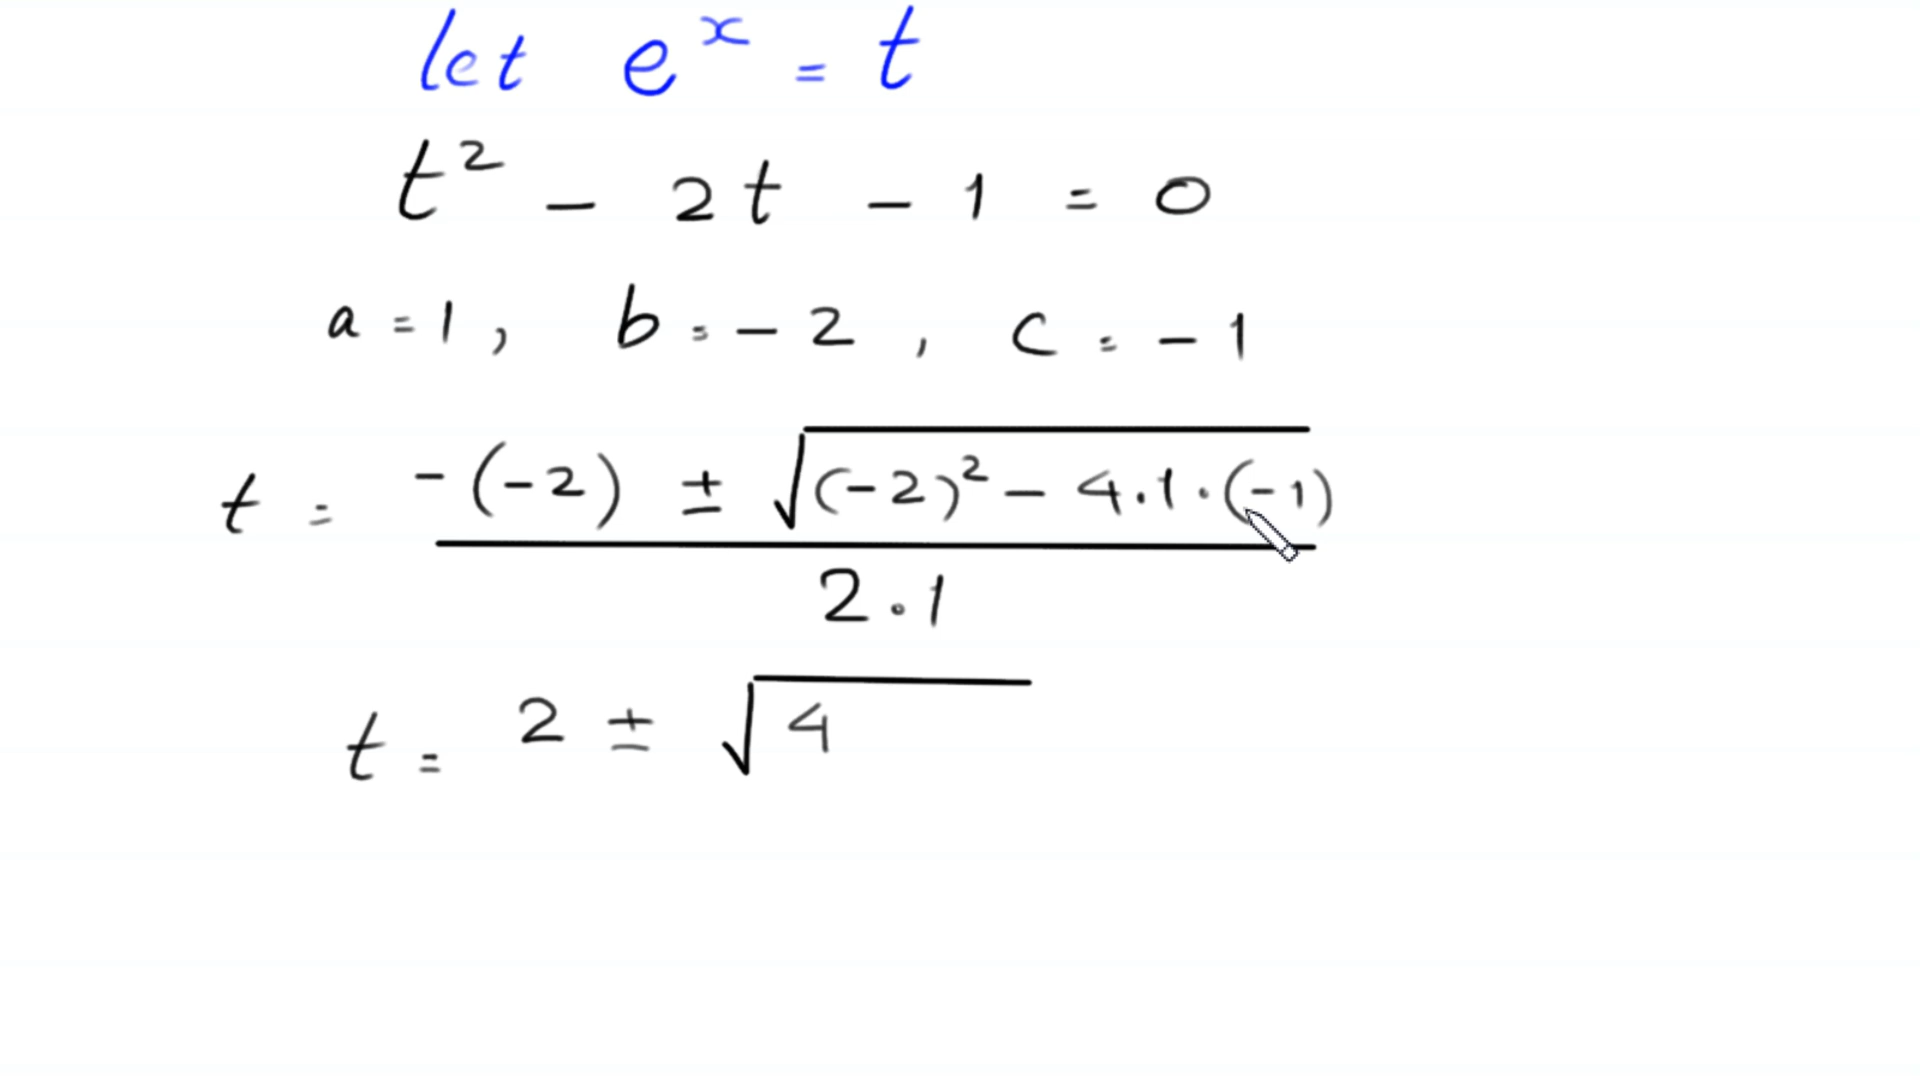 let e^x = t
t² - 2t - 1 = 0
a = 1, b = -2, c = -1
t = (-(-2) ± √((-2)² - 4.1.(-1))) / (2.1)
t = 2 ± √4